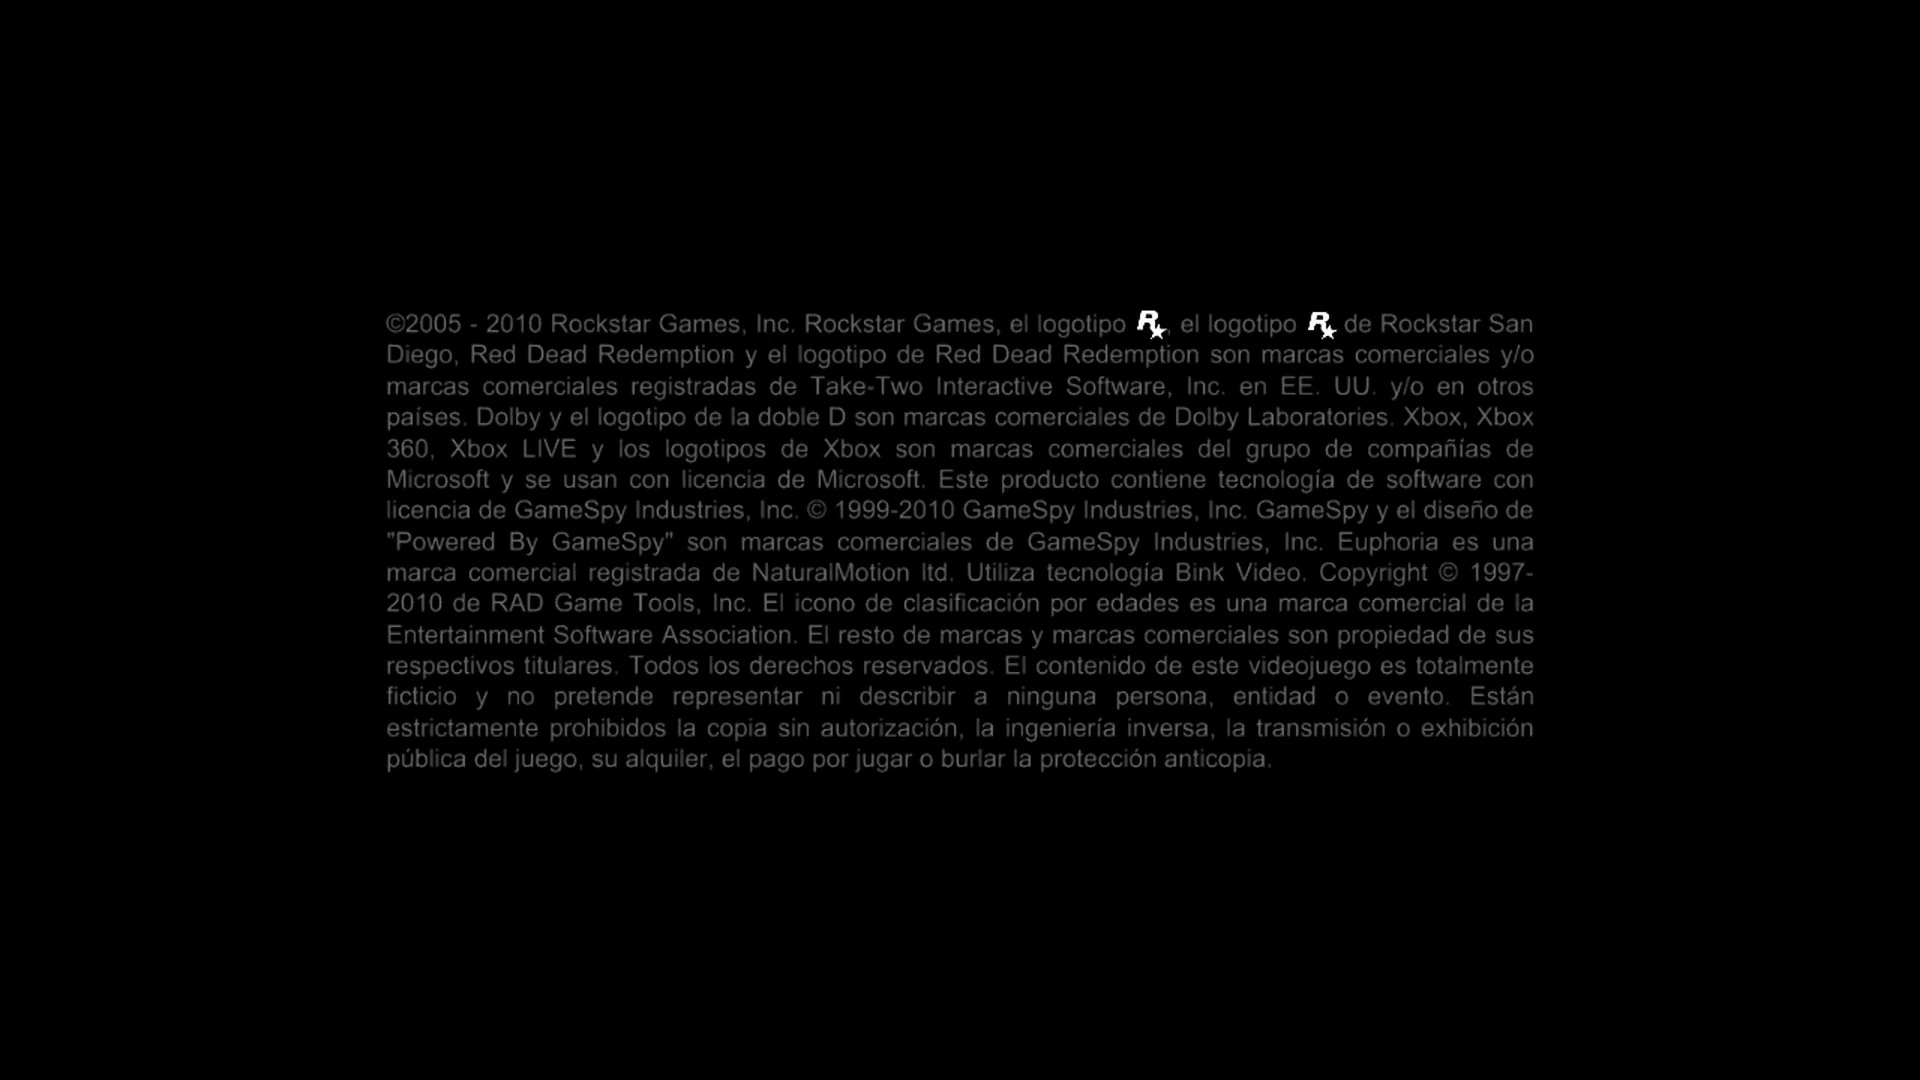 ©2005 - 2010 Rockstar Games, Inc. Rockstar Games, el logotipo R★, el logotipo R★ de Rockstar San
Diego, Red Dead Redemption y el logotipo de Red Dead Redemption son marcas comerciales y/o
marcas comerciales registradas de Take-Two Interactive Software, Inc. en EE. UU. y/o en otros
países. Dolby y el logotipo de la doble D son marcas comerciales de Dolby Laboratories. Xbox, Xbox
360, Xbox LIVE y los logotipos de Xbox son marcas comerciales del grupo de compañías de
Microsoft y se usan con licencia de Microsoft. Este producto contiene tecnología de software con
licencia de GameSpy Industries, Inc. © 1999-2010 GameSpy Industries, Inc. GameSpy y el diseño de
"Powered By GameSpy" son marcas comerciales de GameSpy Industries, Inc. Euphoria es una
marca comercial registrada de NaturalMotion ltd. Utiliza tecnología Bink Video. Copyright © 1997-
2010 de RAD Game Tools, Inc. El icono de clasificación por edades es una marca comercial de la
Entertainment Software Association. El resto de marcas y marcas comerciales son propiedad de sus
respectivos titulares. Todos los derechos reservados. El contenido de este videojuego es totalmente
ficticio y no pretende representar ni describir a ninguna persona, entidad o evento. Están
estrictamente prohibidos la copia sin autorización, la ingeniería inversa, la transmisión o exhibición
pública del juego, su alquiler, el pago por jugar o burlar la protección anticopia.